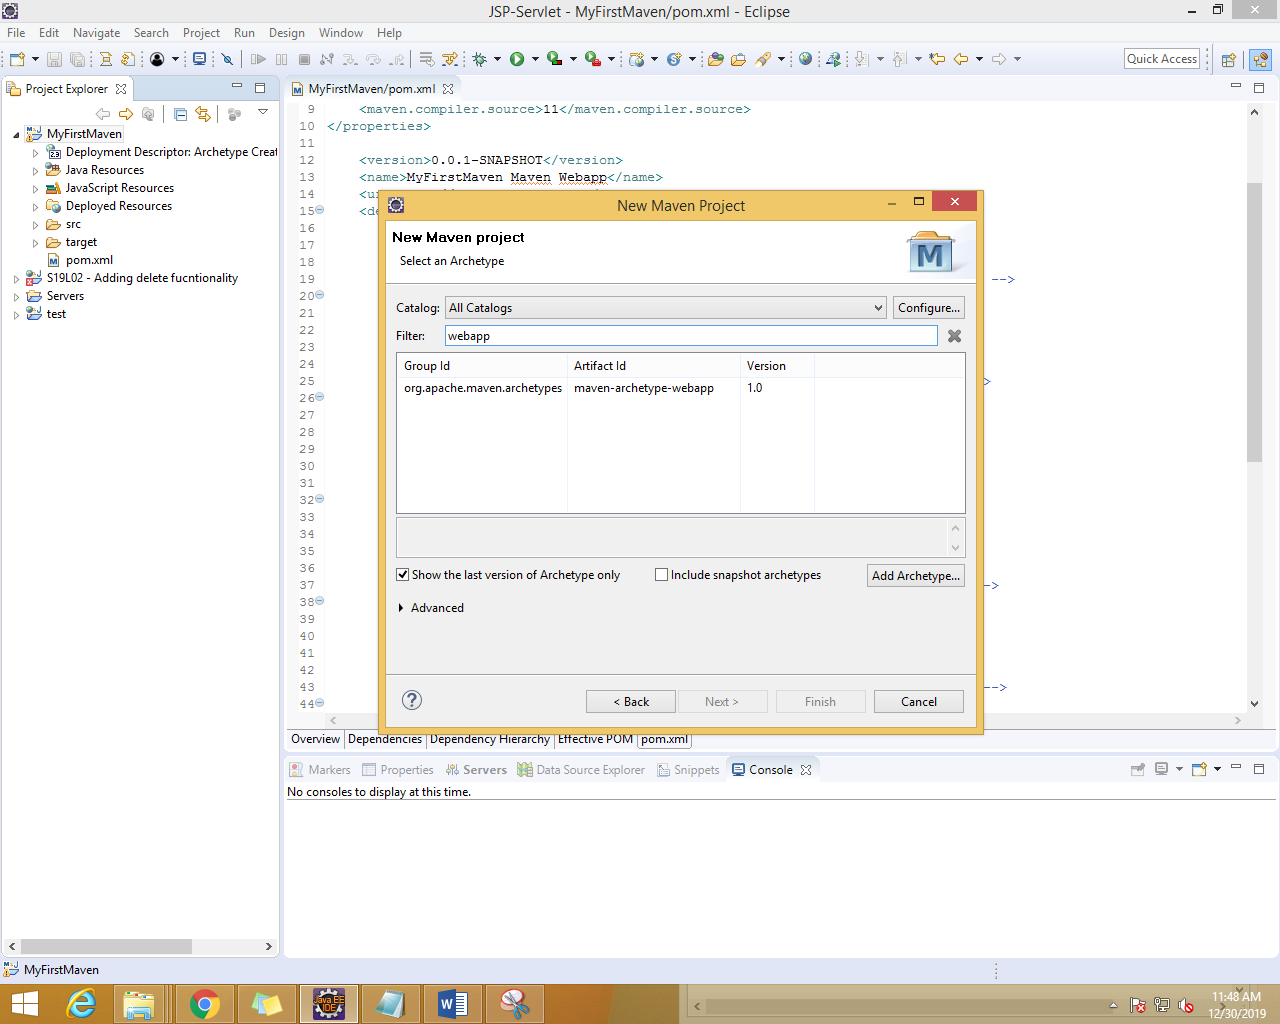 JSP-Servlet - MyFirstMaven/pom.xml - Eclipse
File Edit Navigate Search Project Run Design Window Help
Quick Access
Project Explorer
MyFirstMaven/pom.xml
MyFirstMaven
Deployment Descriptor: Archetype Creat
Java Resources
JavaScript Resources
Deployed Resources
src
target
pom.xml
S19L02 - Adding delete fucntionality
Servers
test
9 <maven.compiler.source>11</maven.compiler.source>
10 </properties>
11
12 <version>0.0.1-SNAPSHOT</version>
13 <name>MyFirstMaven Maven Webapp</name>
14 <u
15 <de
16
17
18
19 -->
20
21
22
23
24
25 >
26
27
28
29
30
31
32
33
34
35
36
37 ->
38
39
40
41
42
43 -->
44
New Maven Project
New Maven project
Select an Archetype
M
Catalog: All Catalogs Configure...
Filter: webapp
Group Id Artifact Id Version
org.apache.maven.archetypes maven-archetype-webapp 1.0
Show the last version of Archetype only Include snapshot archetypes Add Archetype...
Advanced
? < Back Next > Finish Cancel
Overview Dependencies Dependency Hierarchy Effective POM pom.xml
Markers Properties Servers Data Source Explorer Snippets Console
No consoles to display at this time.
MyFirstMaven
Java EE
IDE
11:48 AM
12/30/2019